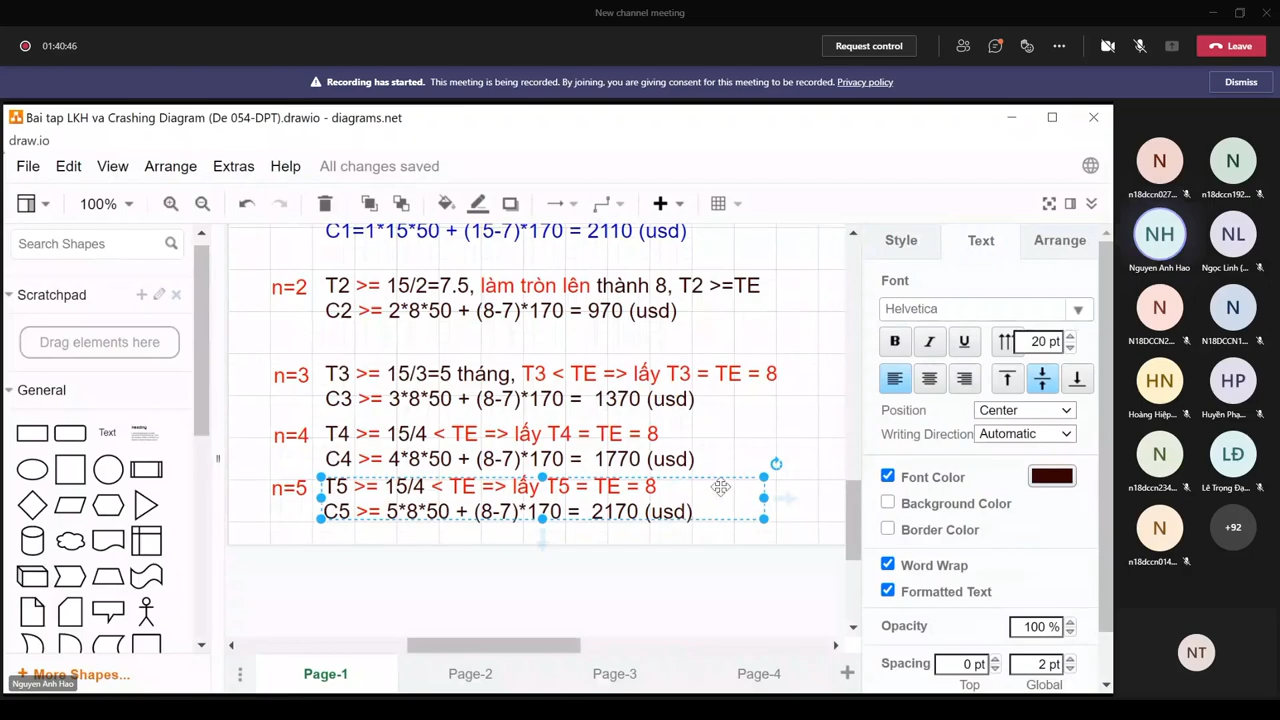 New channel meeting
01:40:46
Request control
Leave
Recording has started. This meeting is being recorded. By joining, you are giving consent for this meeting to be recorded. Privacy policy
Dismiss
Bai tap LKH va Crashing Diagram (De 054-DPT).drawio - diagrams.net
draw.io
File Edit View Arrange Extras Help All changes saved
100%
Search Shapes
Scratchpad
Drag elements here
General
Text
Heading
More Shapes...
Nguyen Anh Hao
C1=1*15*50 + (15-7)*170 = 2110 (usd)
n=2 T2 >= 15/2=7.5, làm tròn lên thành 8, T2 >=TE
C2 >= 2*8*50 + (8-7)*170 = 970 (usd)
n=3 T3 >= 15/3=5 tháng, T3 < TE => lấy T3 = TE = 8
C3 >= 3*8*50 + (8-7)*170 = 1370 (usd)
n=4 T4 >= 15/4 < TE => lấy T4 = TE = 8
C4 >= 4*8*50 + (8-7)*170 = 1770 (usd)
n=5 T5 >= 15/4 < TE => lấy T5 = TE = 8
C5 >= 5*8*50 + (8-7)*170 = 2170 (usd)
Page-1 Page-2 Page-3 Page-4
Style Text Arrange
Font
Helvetica
B I U 20 pt
Position Center
Writing Direction Automatic
Font Color
Background Color
Border Color
Word Wrap
Formatted Text
Opacity 100 %
Spacing 0 pt 2 pt
Top Global
N N
n18dccn027... n18dccn192...
NH NL
Nguyen Anh Hao Ngọc Linh (...
N N
N18DCCN2... N18DCCN1...
HN HP
Hoàng Hiệp... Huyền Phạ...
N LĐ
n18dccn234... Lê Trọng Đạ...
N +92
n18dccn014...
NT